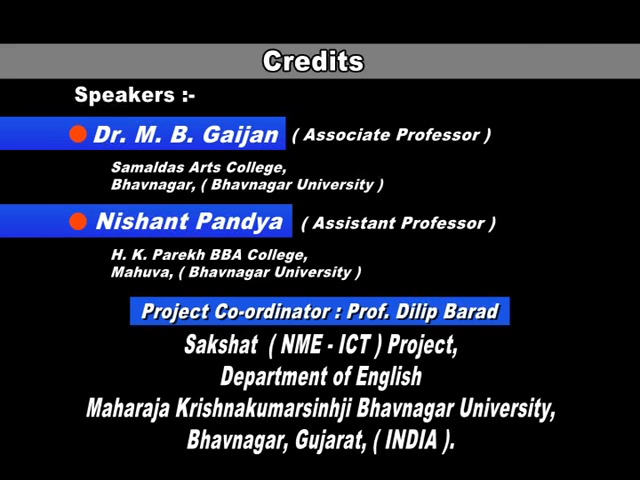 Credits
Speakers :-
Dr. M. B. Gaijan ( Associate Professor )
Samaldas Arts College,
Bhavnagar, ( Bhavnagar University )
Nishant Pandya ( Assistant Professor )
H. K. Parekh BBA College,
Mahuva, ( Bhavnagar University )
Project Co-ordinator : Prof. Dilip Barad
Sakshat ( NME - ICT ) Project,
Department of English
Maharaja Krishnakumarsinhji Bhavnagar University,
Bhavnagar, Gujarat, ( INDIA ).